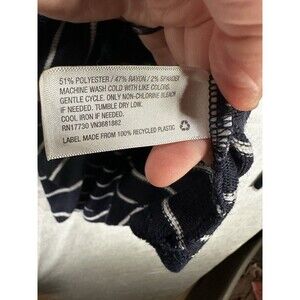 51% POLYESTER / 47% RAYON / 2% SPANDEX
MACHINE WASH COLD WITH LIKE COLORS.
GENTLE CYCLE. ONLY NON-CHLORINE BLEACH
IF NEEDED. TUMBLE DRY LOW.
COOL IRON IF NEEDED.
RN17730 VN3681882
LABEL MADE FROM 100% RECYCLED PLASTIC